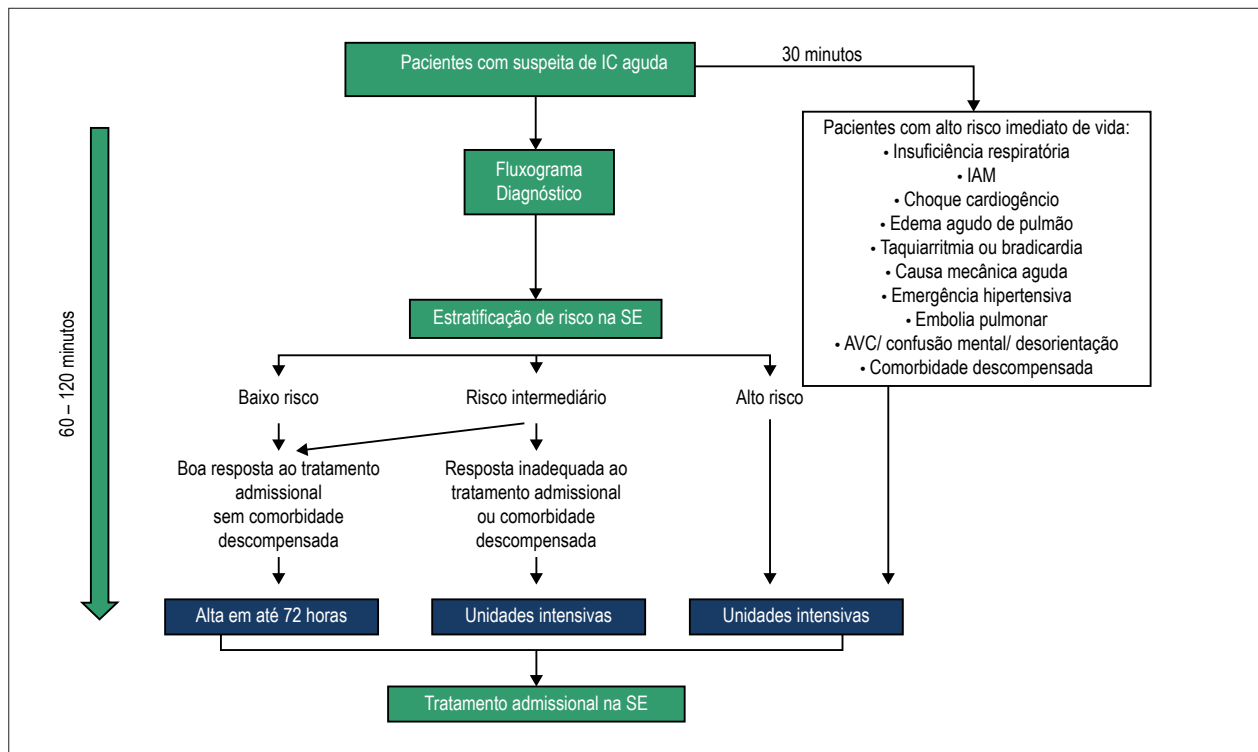 Pacientes com suspeita de IC aguda
30 minutos
Pacientes com alto risco imediato de vida:
• Insuficiência respiratória
• IAM
• Choque cardiogêncio
• Edema agudo de pulmão
• Taquiarritmia ou bradicardia
• Causa mecânica aguda
• Emergência hipertensiva
• Embolia pulmonar
• AVC/ confusão mental/ desorientação
• Comorbidade descompensada
60 – 120 minutos
Fluxograma
Diagnóstico
Estratificação de risco na SE
Baixo risco
Risco intermediário
Alto risco
Boa resposta ao tratamento
admissional
sem comorbidade
descompensada
Resposta inadequada ao
tratamento admissional
ou comorbidade
descompensada
Alta em até 72 horas
Unidades intensivas
Unidades intensivas
Tratamento admissional na SE